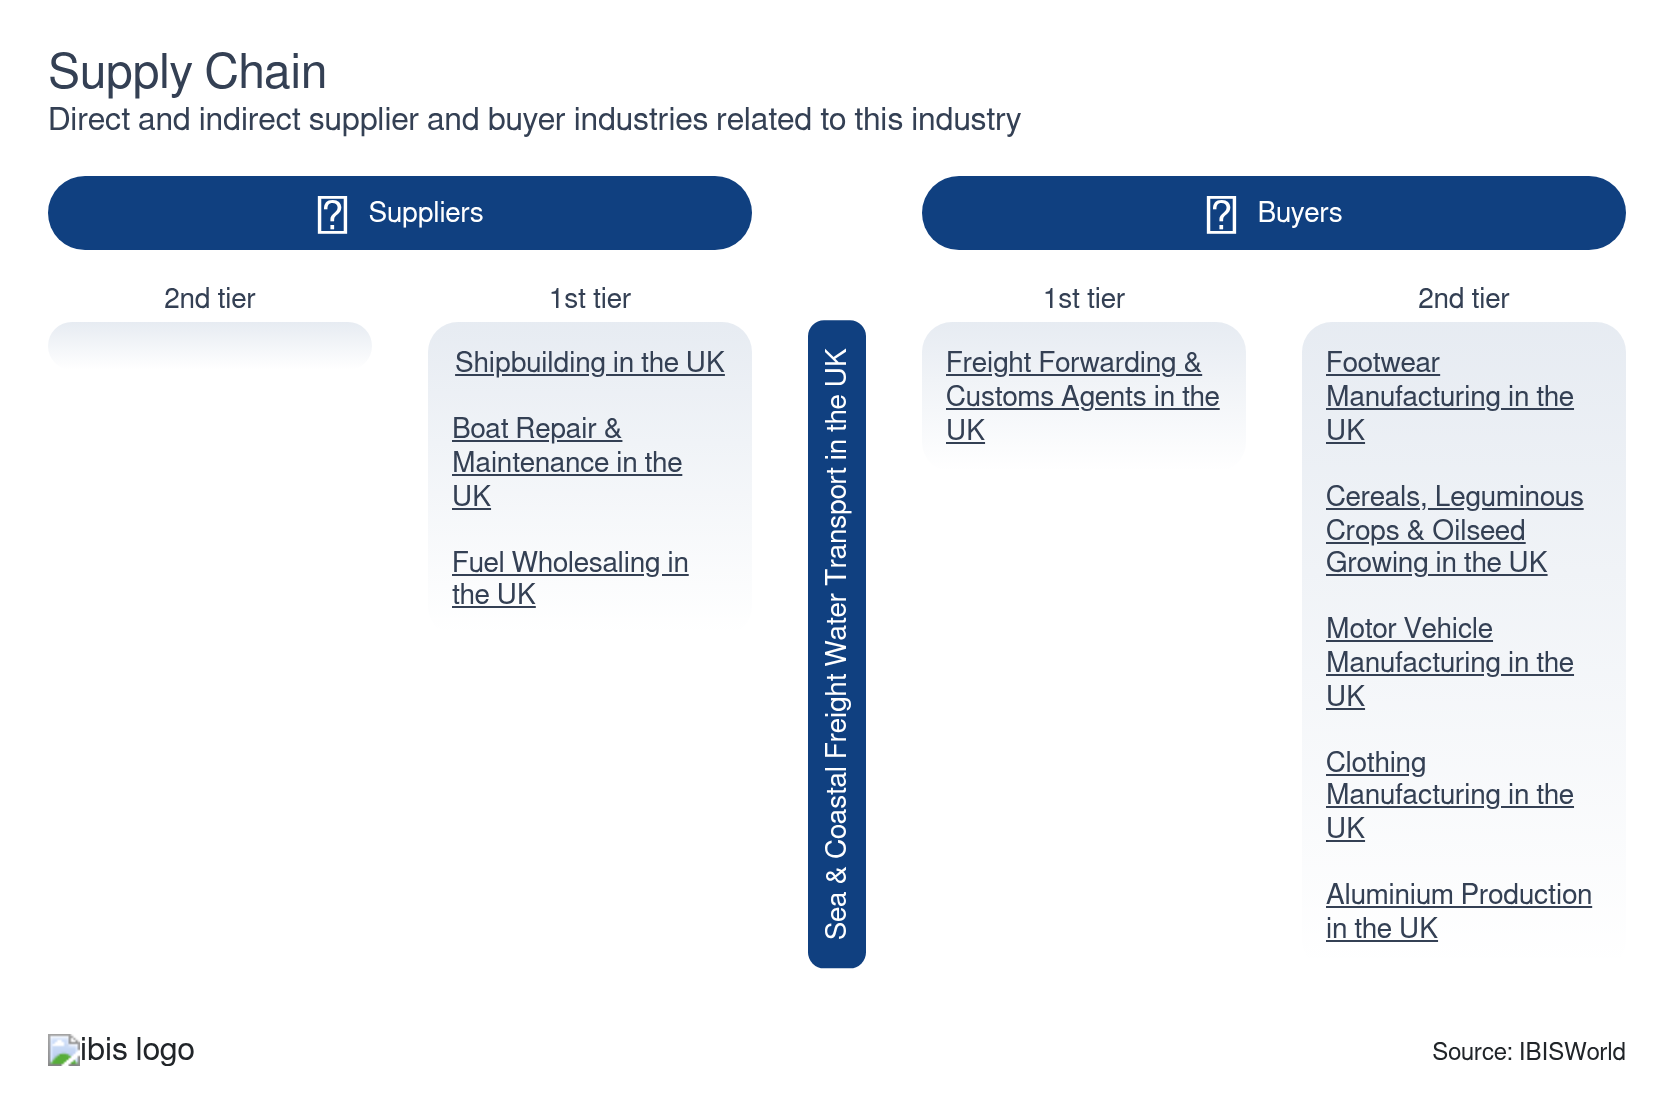 Supply Chain
Direct and indirect supplier and buyer industries related to this industry
Suppliers
Buyers
2nd tier
1st tier
1st tier
2nd tier
Shipbuilding in the UK
Boat Repair &
Maintenance in the
UK
Fuel Wholesaling in
the UK
Sea & Coastal Freight Water Transport in the UK
Freight Forwarding &
Customs Agents in the
UK
Footwear
Manufacturing in the
UK
Cereals, Leguminous
Crops & Oilseed
Growing in the UK
Motor Vehicle
Manufacturing in the
UK
Clothing
Manufacturing in the
UK
Aluminium Production
in the UK
ibis logo
Source: IBISWorld